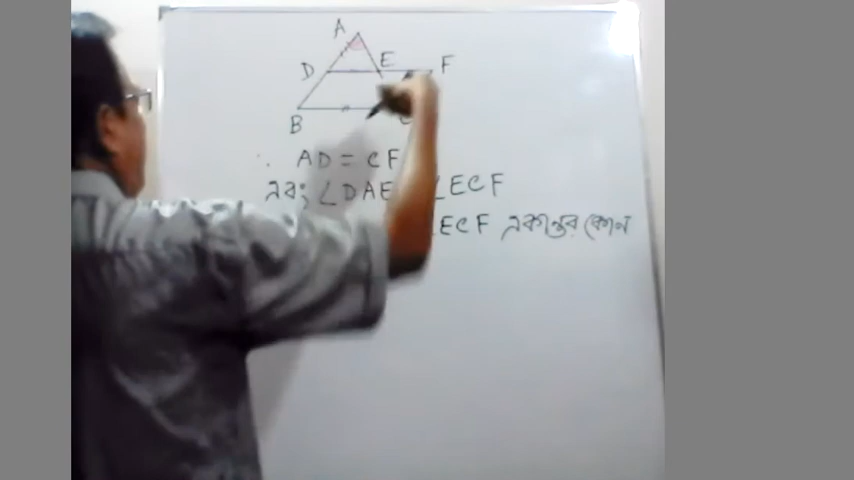 A
D E F
B C
∴ AD = CF
এবং ∠DAE ∠ECF
∠ECF একান্তর কোন